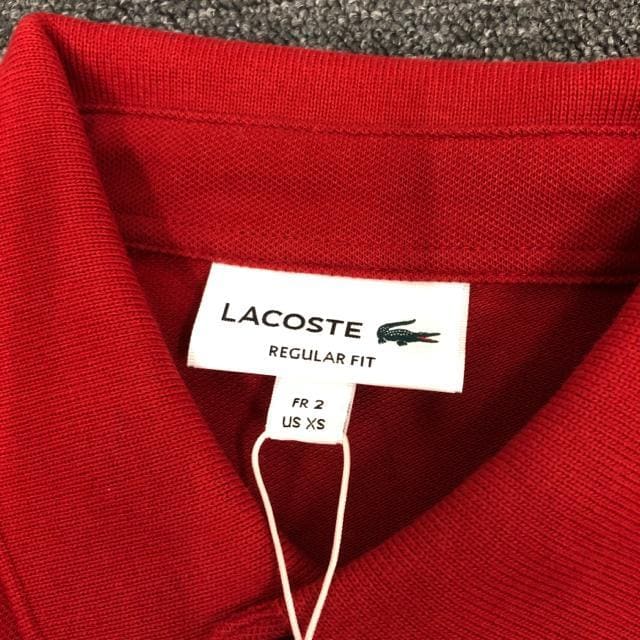 LACOSTE
REGULAR FIT
FR 2
US XS